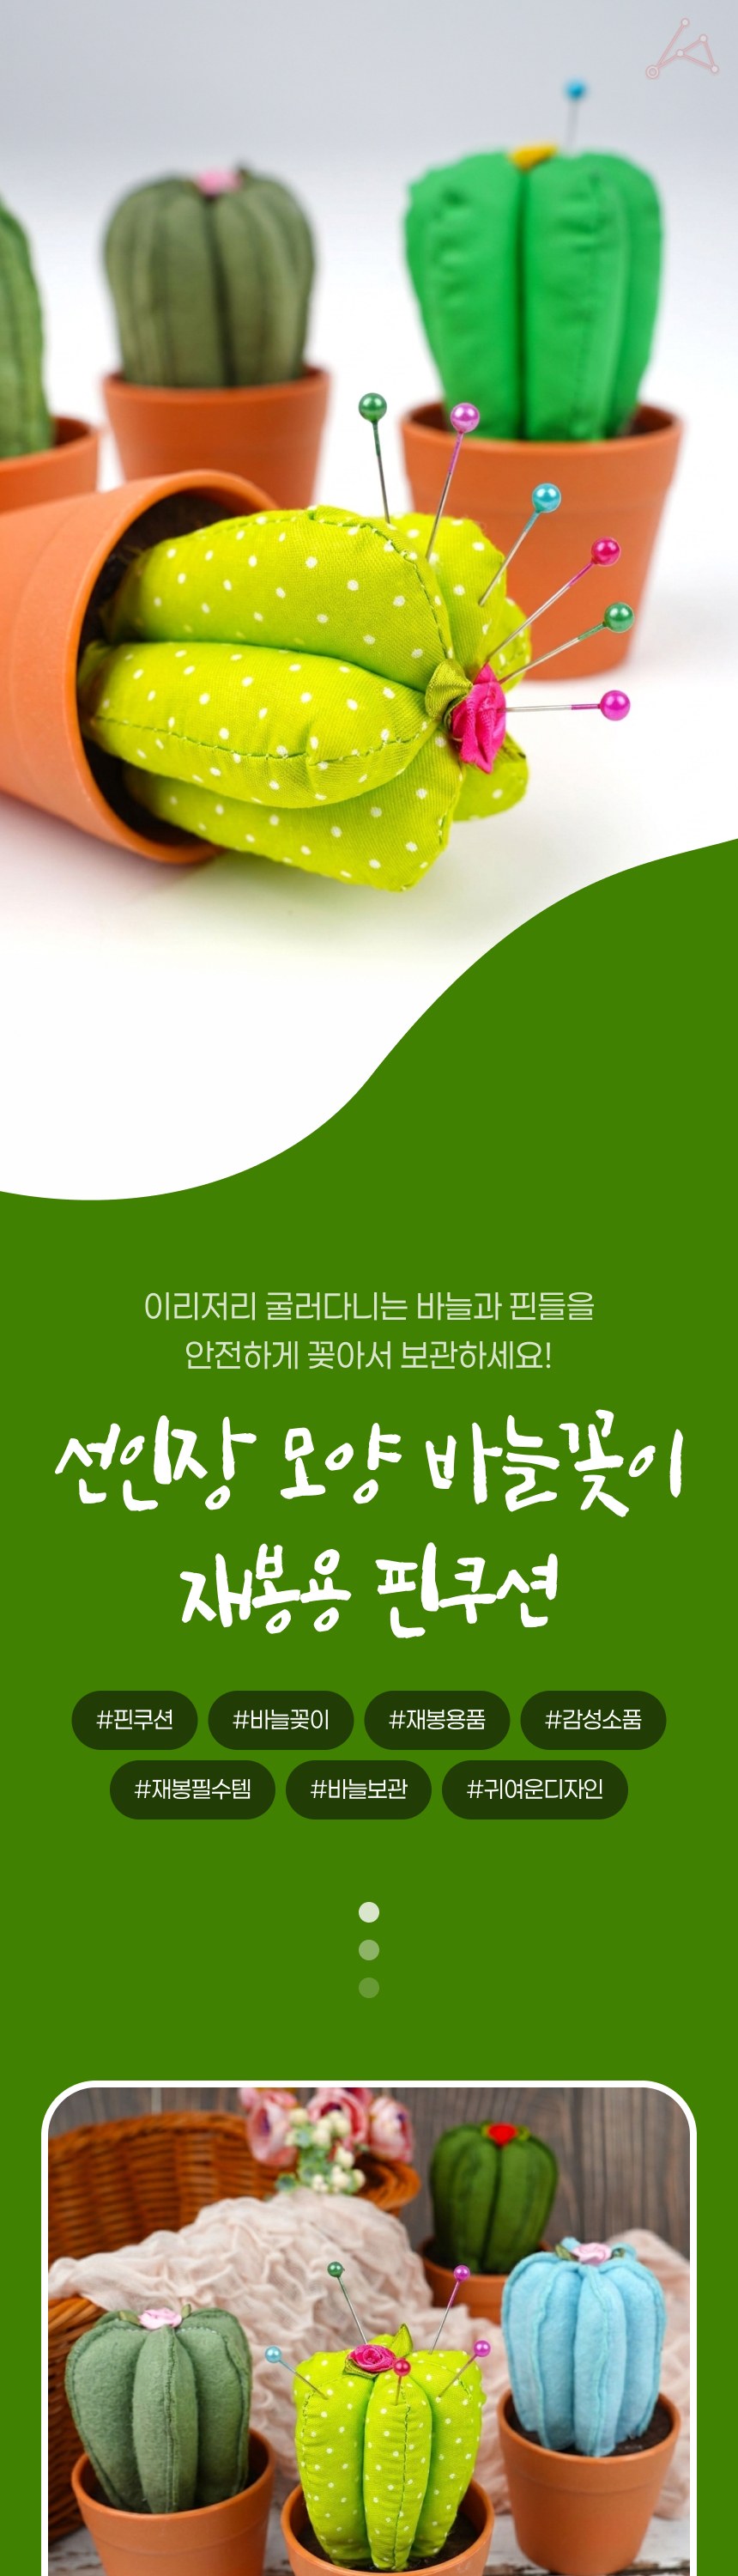 이리저리 굴러다니는 바늘과 핀들을
안전하게 꽂아서 보관하세요!
선인장 모양 바늘꽂이
재봉용 핀쿠션
#핀쿠션 #바늘꽂이 #재봉용품 #감성소품
#재봉필수템 #바늘보관 #귀여운디자인